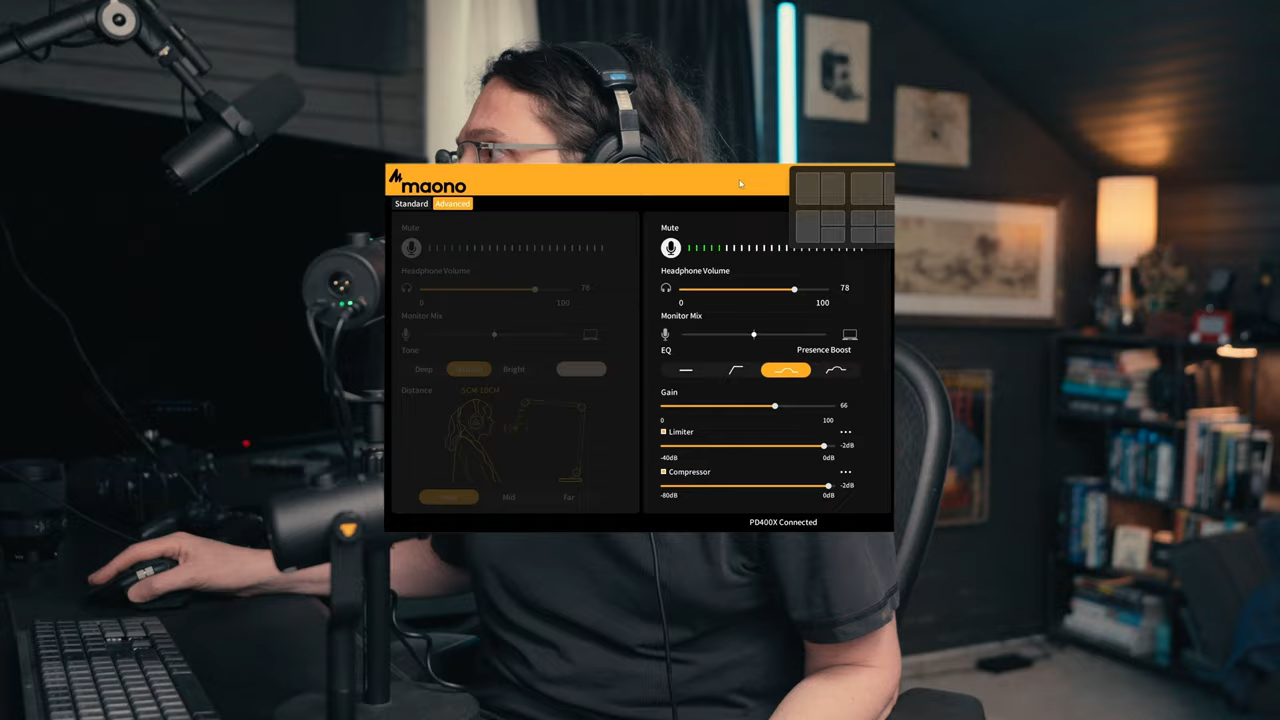 maono
Standard Advanced
Mute
Headphone Volume
78
0 100
Monitor Mix
Tone
Deep Bright
Distance 5CM-10CM
Mid Far
Mute
Headphone Volume
78
0 100
Monitor Mix
EQ Presence Boost
Gain
66
0 100
Limiter •••
-2dB
-40dB 0dB
Compressor •••
-2dB
-80dB 0dB
PD400X Connected